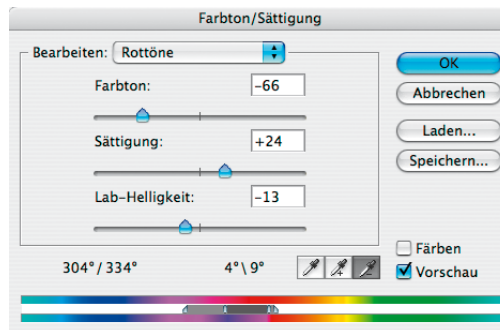 Farbton/Sättigung
Bearbeiten: Rottöne
Farbton: -66
Sättigung: +24
Lab-Helligkeit: -13
304°/334° 4°\9°
OK
Abbrechen
Laden...
Speichern...
Färben
Vorschau